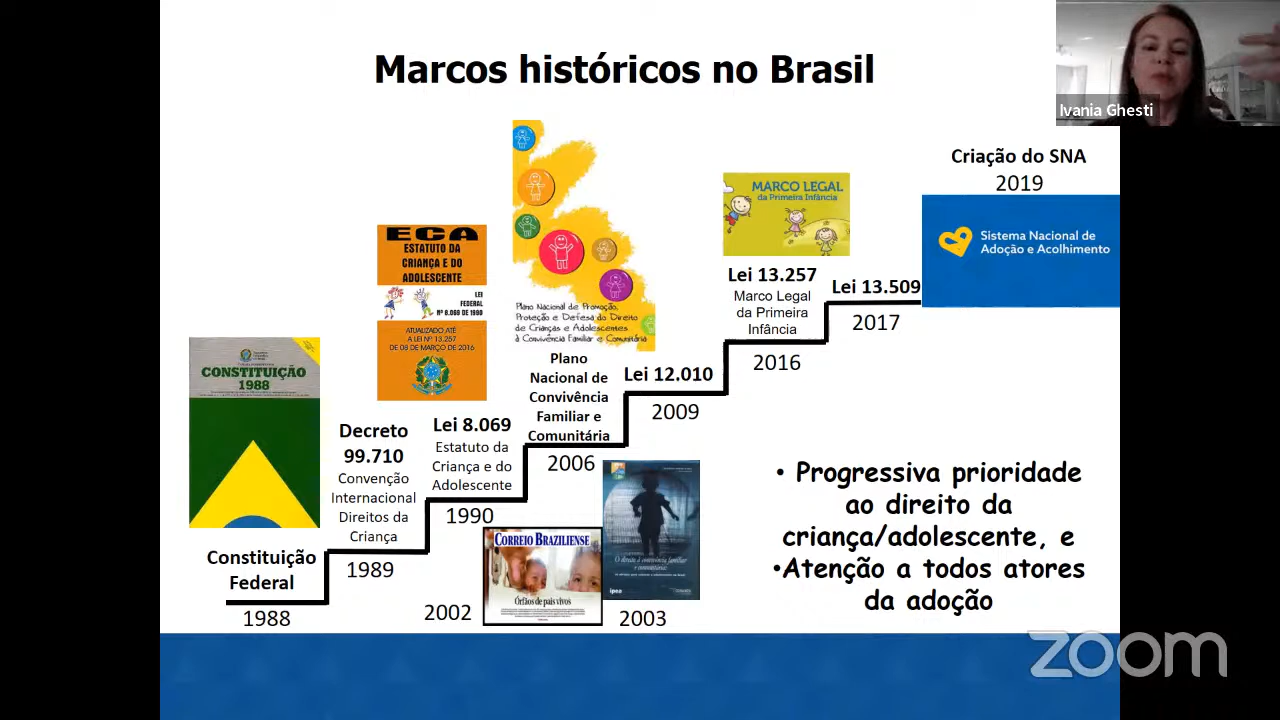 Marcos históricos no Brasil
Ivania Ghesti
CONSTITUIÇÃO
1988
Constituição
Federal
1988
Decreto
99.710
Convenção
Internacional
Direitos da
Criança
1989
ECA
ESTATUTO DA
CRIANÇA E DO
ADOLESCENTE
LEI
FEDERAL
Nº 8.069 DE 1990
ATUALIZADO ATÉ
A LEI Nº 13.257
DE 08 DE MARÇO DE 2016
Lei 8.069
Estatuto da
Criança e do
Adolescente
1990
Plano Nacional de Promoção,
Proteção e Defesa do Direito
de Crianças e Adolescentes
à Convivência Familiar e Comunitária
Plano
Nacional de
Convivência
Familiar e
Comunitária
2006
Lei 12.010
2009
MARCO LEGAL
da Primeira Infância
Lei 13.257
Marco Legal
da Primeira
Infância
2016
Lei 13.509
2017
Criação do SNA
2019
Sistema Nacional de
Adoção e Acolhimento
2002
CORREIO BRAZILIENSE
Órfãos de pais vivos
O direito à convivência familiar
e comunitária:
ipea
2003
• Progressiva prioridade
ao direito da
criança/adolescente, e
•Atenção a todos atores
da adoção
zoom